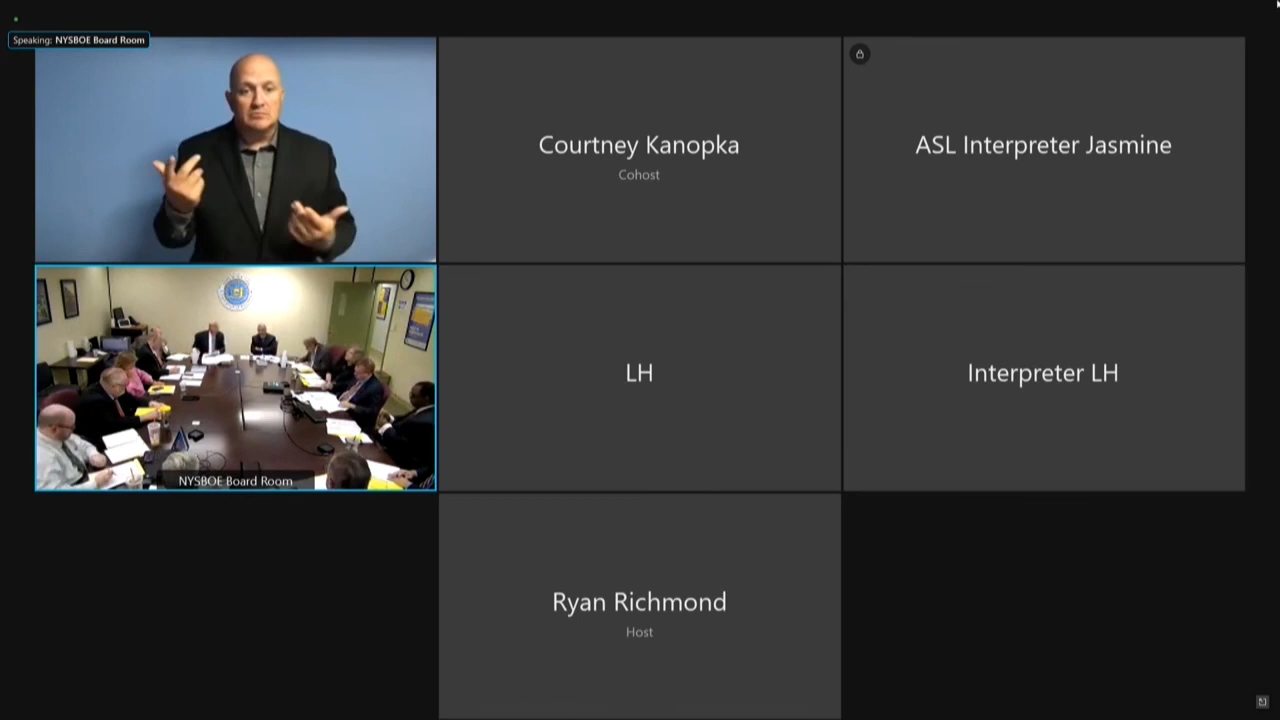 Speaking: NYSBOE Board Room
Courtney Kanopka
Cohost
ASL Interpreter Jasmine
NYSBOE Board Room
LH
Interpreter LH
Ryan Richmond
Host